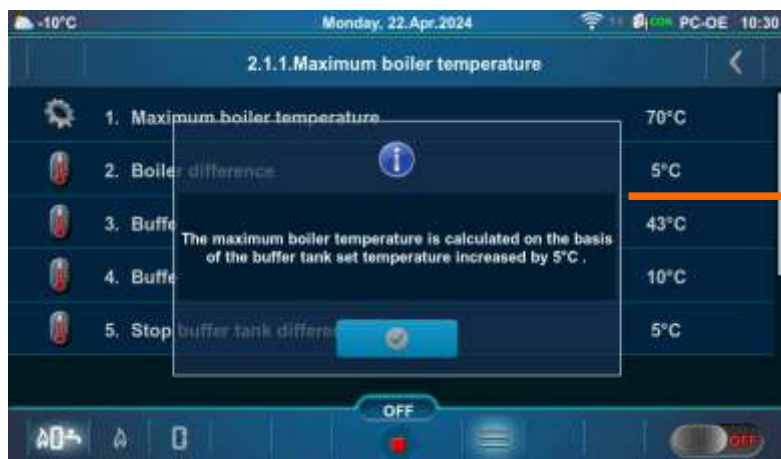 -10°C Monday, 22.Apr.2024 PC-OE 10:30
2.1.1.Maximum boiler temperature
1. Maximum boiler temperature 70°C
2. Boiler difference 5°C
3. Buffe 43°C
4. Buffe 10°C
5. Stop buffer tank differe 5°C
The maximum boiler temperature is calculated on the basis
of the buffer tank set temperature increased by 5°C .
OFF
OFF